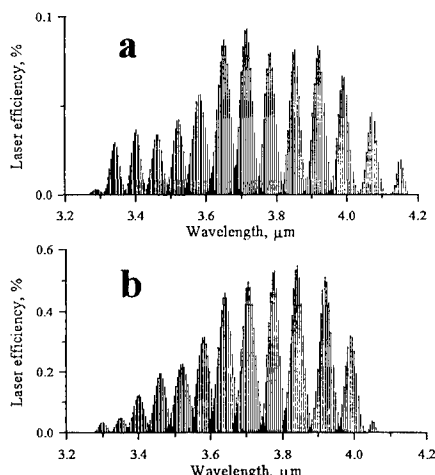 0.1
a
Laser efficiency, %
0.0
3.2 3.4 3.6 3.8 4.0 4.2
Wavelength, μm
0.6
b
0.4
Laser efficiency, %
0.2
0.0
3.2 3.4 3.6 3.8 4.0 4.2
Wavelength, μm